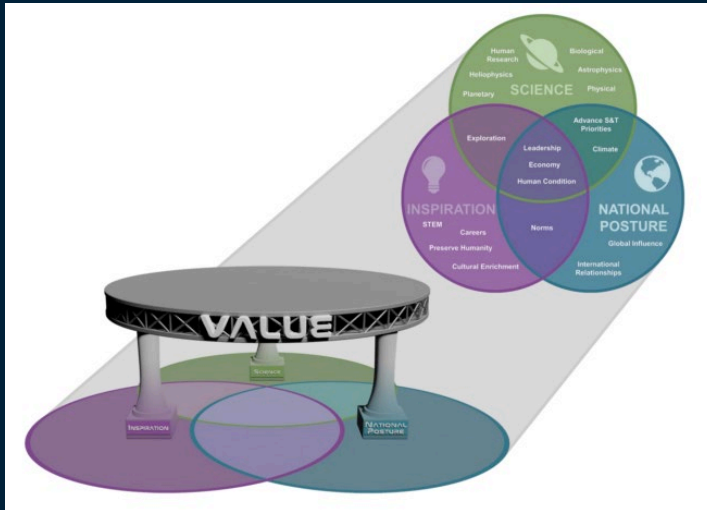 Human
Research
Biological
Heliophysics
Astrophysics
Planetary
SCIENCE
Physical
Advance S&T
Priorities
Exploration
Leadership
Climate
Economy
Human Condition
INSPIRATION
NATIONAL
POSTURE
STEM
Careers
Norms
Global Influence
Preserve Humanity
Cultural Enrichment
International
Relationships
VALUE
SCIENCE
INSPIRATION
NATIONAL
POSTURE